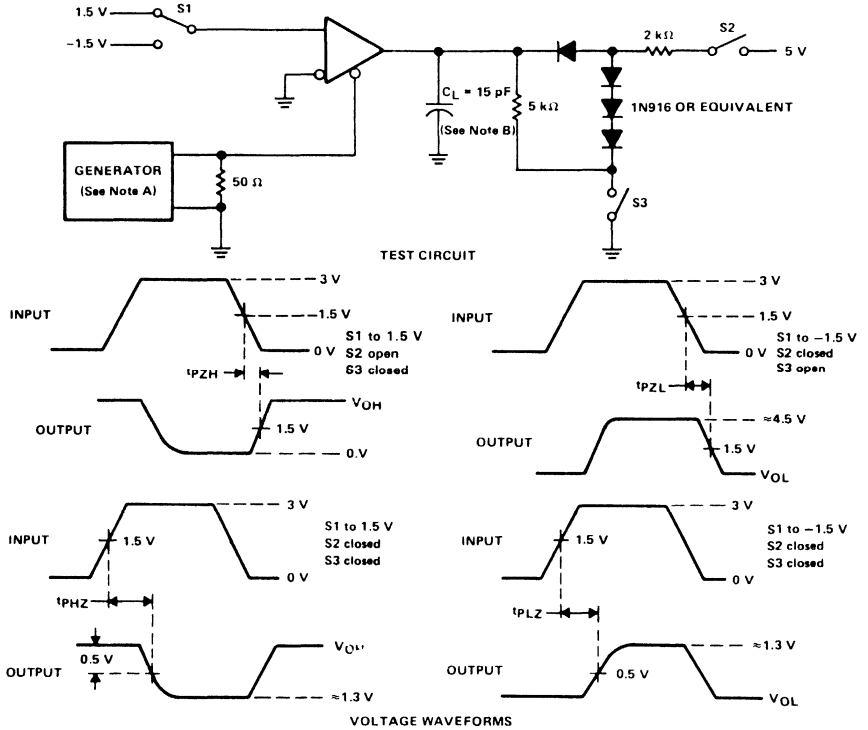 1.5 V
S1
−1.5 V
2 kΩ
S2
5 V
CL = 15 pF
(See Note B)
5 kΩ
1N916 OR EQUIVALENT
GENERATOR
(See Note A)
50 Ω
S3
TEST CIRCUIT
INPUT
3 V
1.5 V
0 V
S1 to 1.5 V
S2 open
S3 closed
tPZH
OUTPUT
VOH
1.5 V
0.V
INPUT
3 V
1.5 V
0 V
S1 to −1.5 V
S2 closed
S3 open
tPZL
OUTPUT
≈4.5 V
1.5 V
VOL
INPUT
3 V
1.5 V
0 V
S1 to 1.5 V
S2 closed
S3 closed
tPHZ
OUTPUT
0.5 V
VOH
≈1.3 V
INPUT
3 V
1.5 V
0 V
S1 to −1.5 V
S2 closed
S3 closed
tPLZ
OUTPUT
≈1.3 V
0.5 V
VOL
VOLTAGE WAVEFORMS